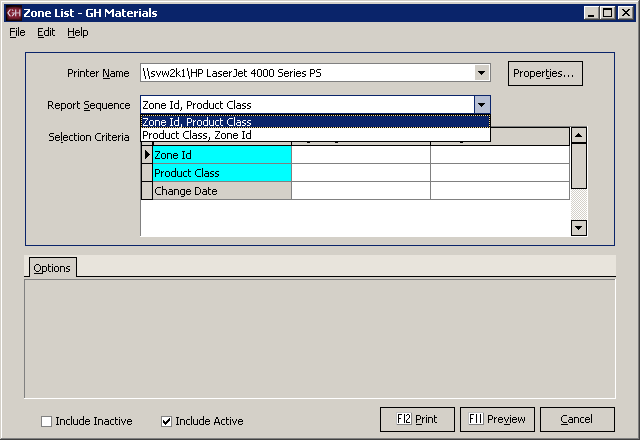 GH Zone List - GH Materials
File Edit Help
Printer Name \\svw2k1\HP LaserJet 4000 Series PS Properties...
Report Sequence Zone Id, Product Class
Zone Id, Product Class
Product Class, Zone Id
Selection Criteria
Zone Id
Product Class
Change Date
Options
Include Inactive Include Active F12 Print F11 Preview Cancel